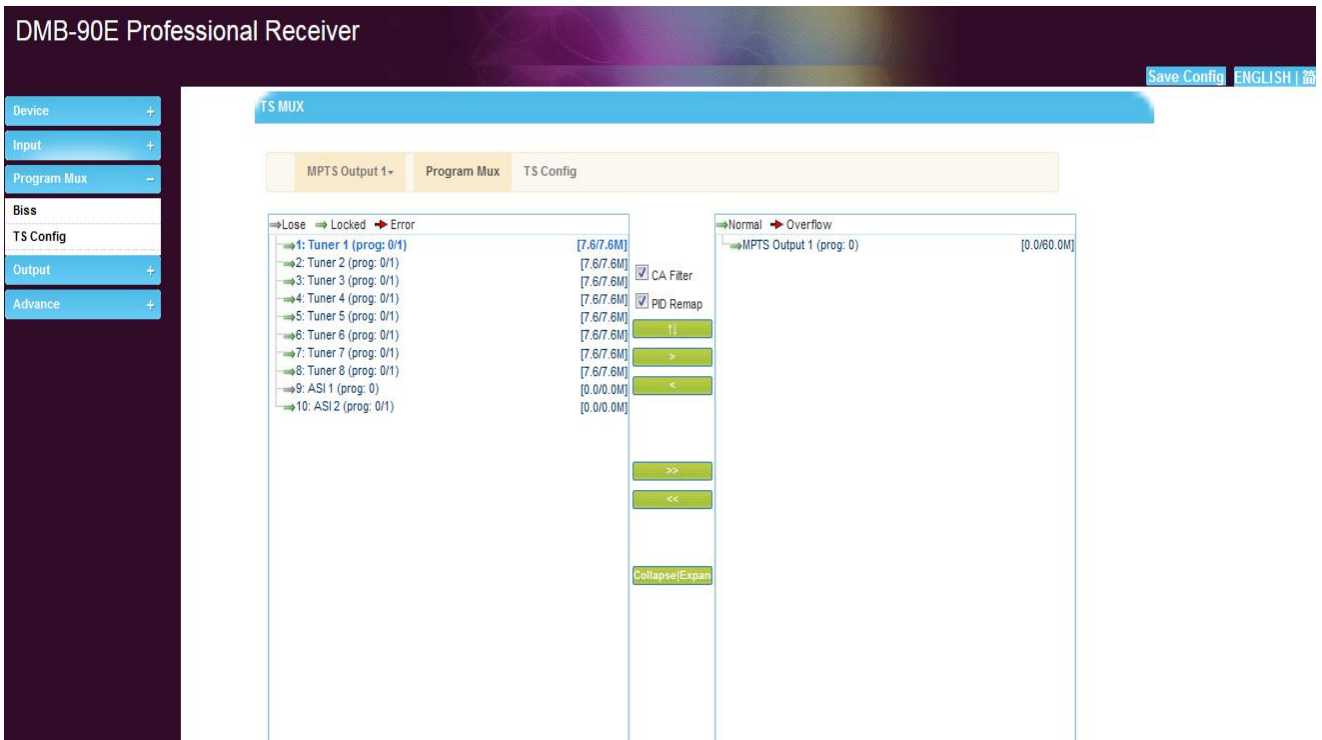 DMB-90E Professional Receiver
Save Config ENGLISH | 简
Device +
Input +
Program Mux −
Biss
TS Config
Output +
Advance +
TS MUX
MPTS Output 1 Program Mux TS Config
Lose Locked Error
1: Tuner 1 (prog: 0/1) [7.6/7.6M]
2: Tuner 2 (prog: 0/1) [7.6/7.6M]
3: Tuner 3 (prog: 0/1) [7.6/7.6M]
4: Tuner 4 (prog: 0/1) [7.6/7.6M]
5: Tuner 5 (prog: 0/1) [7.6/7.6M]
6: Tuner 6 (prog: 0/1) [7.6/7.6M]
7: Tuner 7 (prog: 0/1) [7.6/7.6M]
8: Tuner 8 (prog: 0/1) [7.6/7.6M]
9: ASI 1 (prog: 0) [0.0/0.0M]
10: ASI 2 (prog: 0/1) [0.0/0.0M]
CA Filter
PID Remap
↑↓
>
<
>>
<<
Collapse|Expan
Normal Overflow
MPTS Output 1 (prog: 0) [0.0/60.0M]